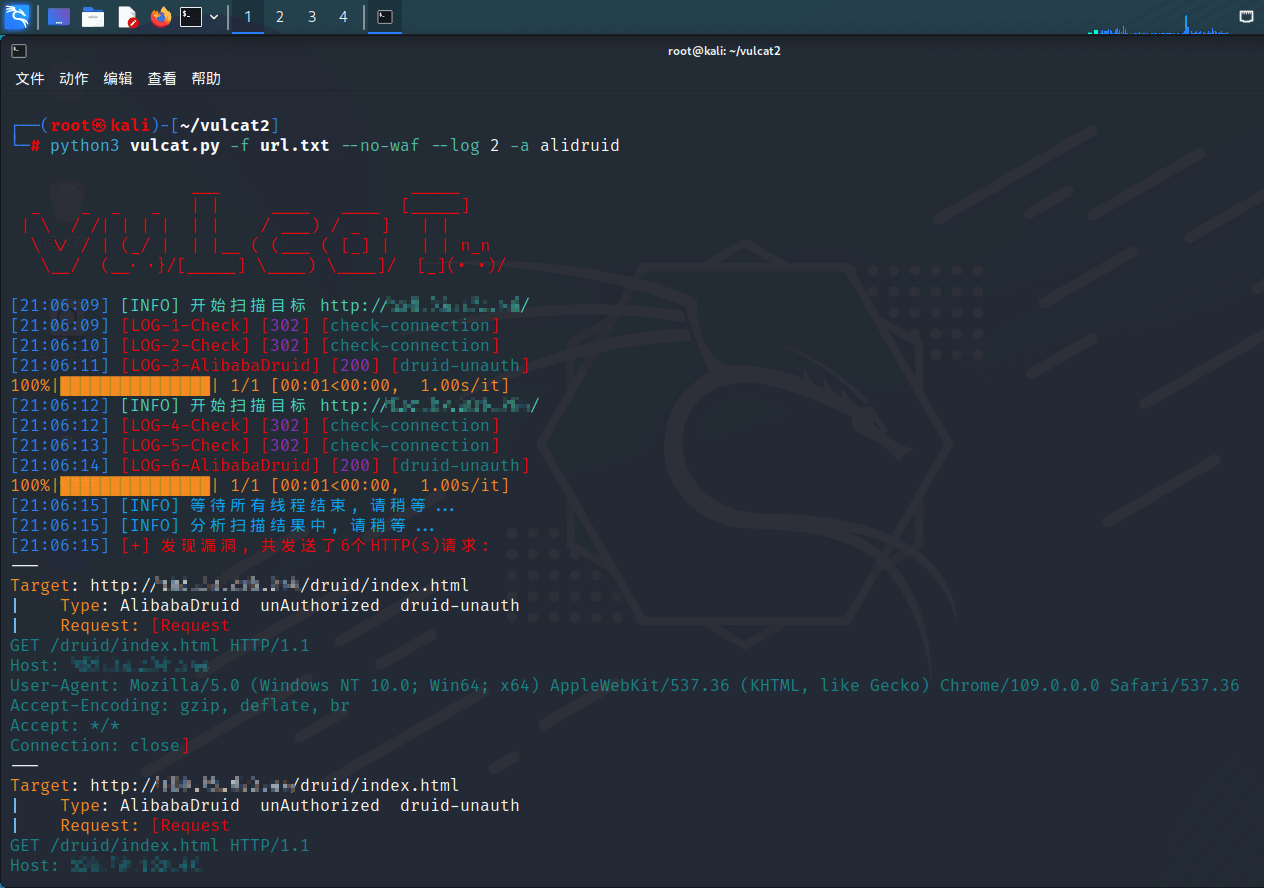 1 2 3 4
root@kali: ~/vulcat2
文件 动作 编辑 查看 帮助
┌──(root㉿kali)-[~/vulcat2]
└─# python3 vulcat.py -f url.txt --no-waf --log 2 -a alidruid
[21:06:09] [INFO] 开始扫描目标 http:// /
[21:06:09] [LOG-1-Check] [302] [check-connection]
[21:06:10] [LOG-2-Check] [302] [check-connection]
[21:06:11] [LOG-3-AlibabaDruid] [200] [druid-unauth]
100%|███████████████| 1/1 [00:01<00:00, 1.00s/it]
[21:06:12] [INFO] 开始扫描目标 http:// /
[21:06:12] [LOG-4-Check] [302] [check-connection]
[21:06:13] [LOG-5-Check] [302] [check-connection]
[21:06:14] [LOG-6-AlibabaDruid] [200] [druid-unauth]
100%|███████████████| 1/1 [00:01<00:00, 1.00s/it]
[21:06:15] [INFO] 等待所有线程结束, 请稍等 ...
[21:06:15] [INFO] 分析扫描结果中, 请稍等 ...
[21:06:15] [+] 发现漏洞, 共发送了6个HTTP(s)请求:
---
Target: http:// /druid/index.html
| Type: AlibabaDruid unAuthorized druid-unauth
| Request: [Request
GET /druid/index.html HTTP/1.1
Host:
User-Agent: Mozilla/5.0 (Windows NT 10.0; Win64; x64) AppleWebKit/537.36 (KHTML, like Gecko) Chrome/109.0.0.0 Safari/537.36
Accept-Encoding: gzip, deflate, br
Accept: */*
Connection: close]
---
Target: http:// /druid/index.html
| Type: AlibabaDruid unAuthorized druid-unauth
| Request: [Request
GET /druid/index.html HTTP/1.1
Host: